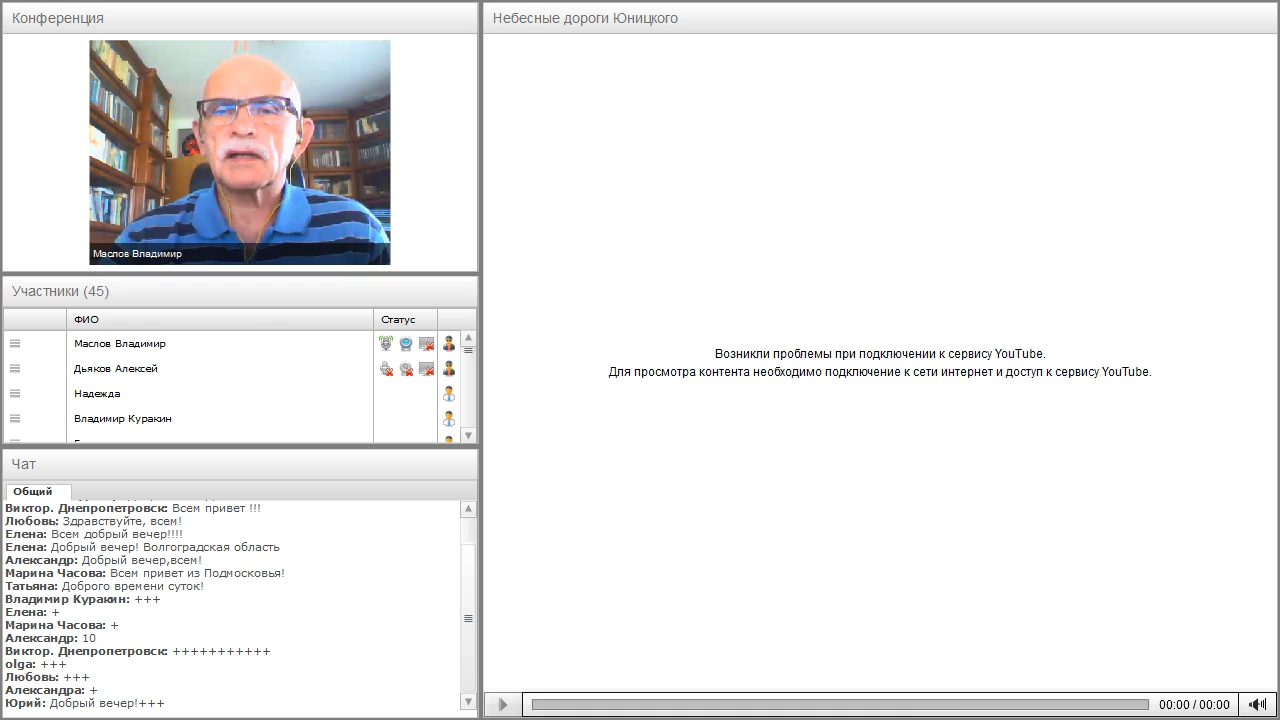 Конференция
Маслов Владимир
Участники (45)
ФИО
Статус
Маслов Владимир
Дьяков Алексей
Надежда
Владимир Куракин
Чат
Общий
Виктор. Днепропетровск: Всем привет !!!
Любовь: Здравствуйте, всем!
Елена: Всем добрый вечер!!!!
Елена: Добрый вечер! Волгоградская область
Александр: Добрый вечер,всем!
Марина Часова: Всем привет из Подмосковья!
Татьяна: Доброго времени суток!
Владимир Куракин: +++
Елена: +
Марина Часова: +
Александр: 10
Виктор. Днепропетровск: +++++++++++
olga: +++
Любовь: +++
Александра: +
Юрий: Добрый вечер!+++
Небесные дороги Юницкого
Возникли проблемы при подключении к сервису YouTube.
Для просмотра контента необходимо подключение к сети интернет и доступ к сервису YouTube.
00:00 / 00:00